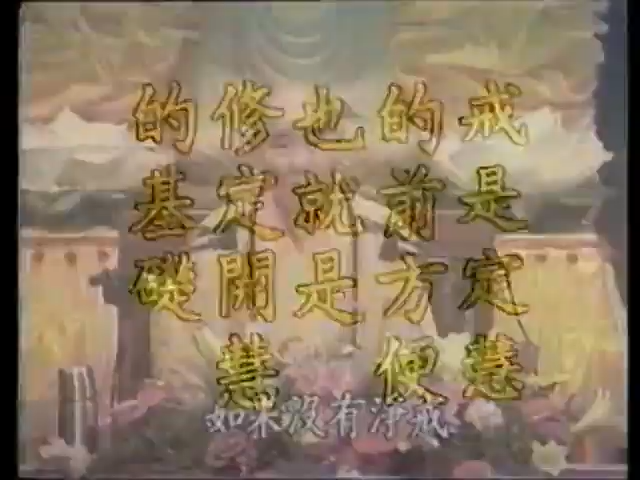 戒是定慧
的前方便
也就是
修定開慧
的基礎
如果沒有淨戒